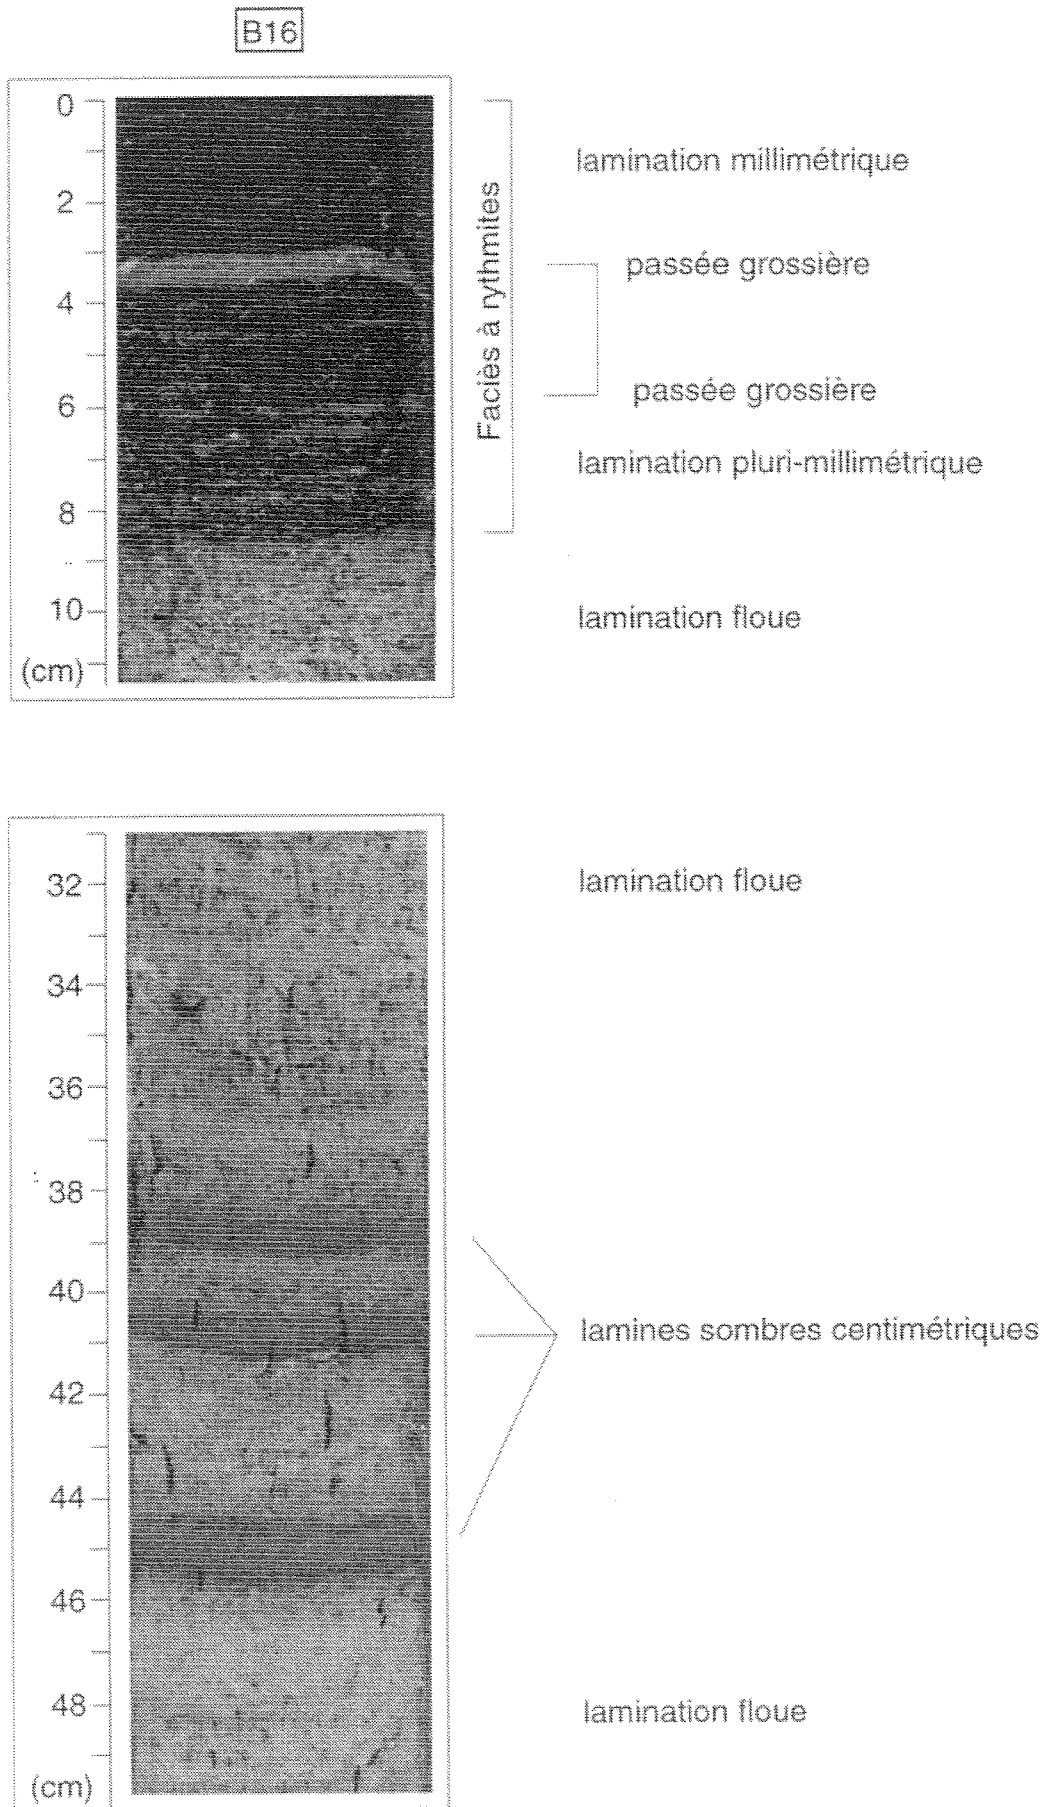 B16
0
2
4
6
8
10
(cm)
Faciès à rythmites
lamination millimétrique
passée grossière
passée grossière
lamination pluri-millimétrique
lamination floue
32
34
36
38
40
42
44
46
48
(cm)
lamination floue
lamines sombres centimétriques
lamination floue